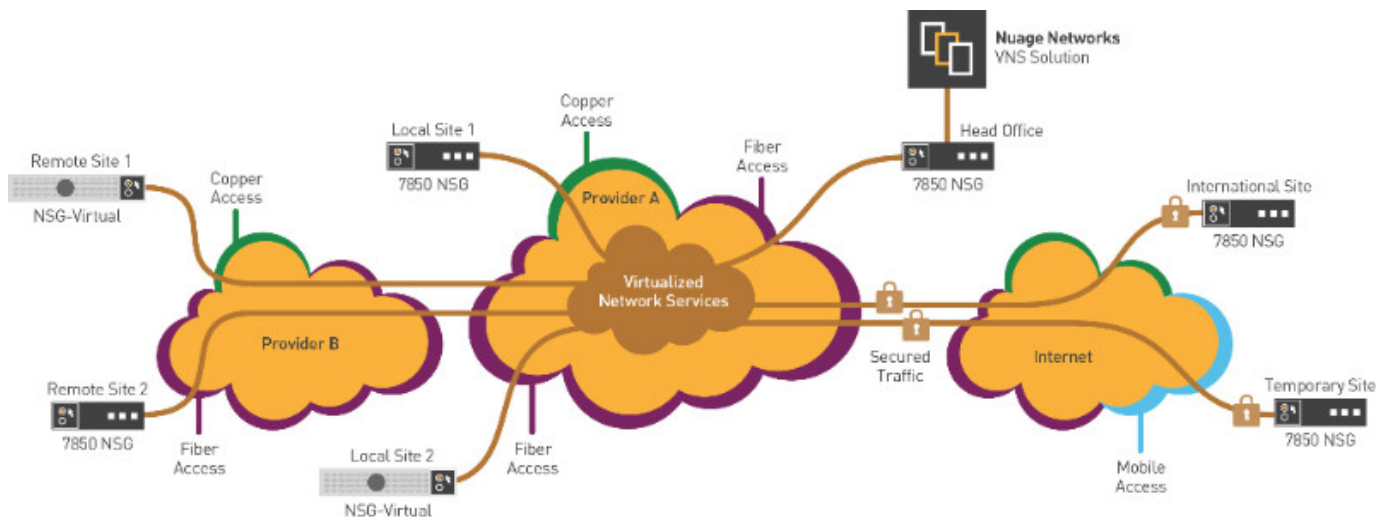 Nuage Networks
VNS Solution
Copper
Access
Local Site 1
7850 NSG
Head Office
7850 NSG
Fiber
Access
Remote Site 1
NSG-Virtual
Copper
Access
Provider A
International Site
7850 NSG
Virtualized
Network Services
Provider B
Internet
Secured
Traffic
Remote Site 2
7850 NSG
Fiber
Access
Local Site 2
NSG-Virtual
Fiber
Access
Temporary Site
7850 NSG
Mobile
Access